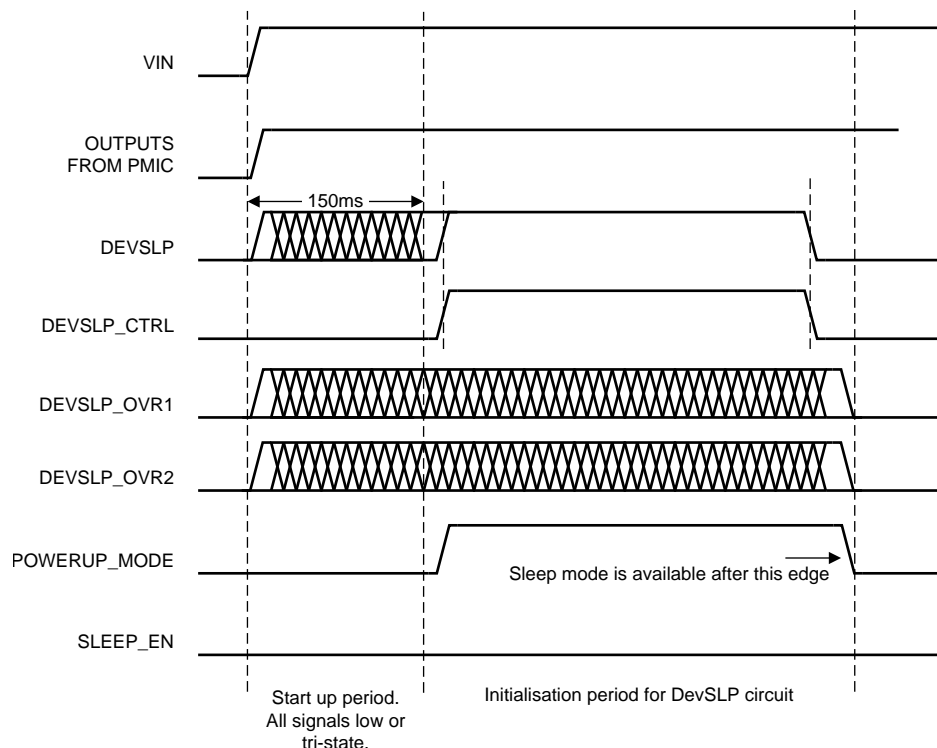 VIN
OUTPUTS
FROM PMIC
150ms
DEVSLP
DEVSLP_CTRL
DEVSLP_OVR1
DEVSLP_OVR2
POWERUP_MODE
Sleep mode is available after this edge
SLEEP_EN
Start up period.
All signals low or
tri-state.
Initialisation period for DevSLP circuit